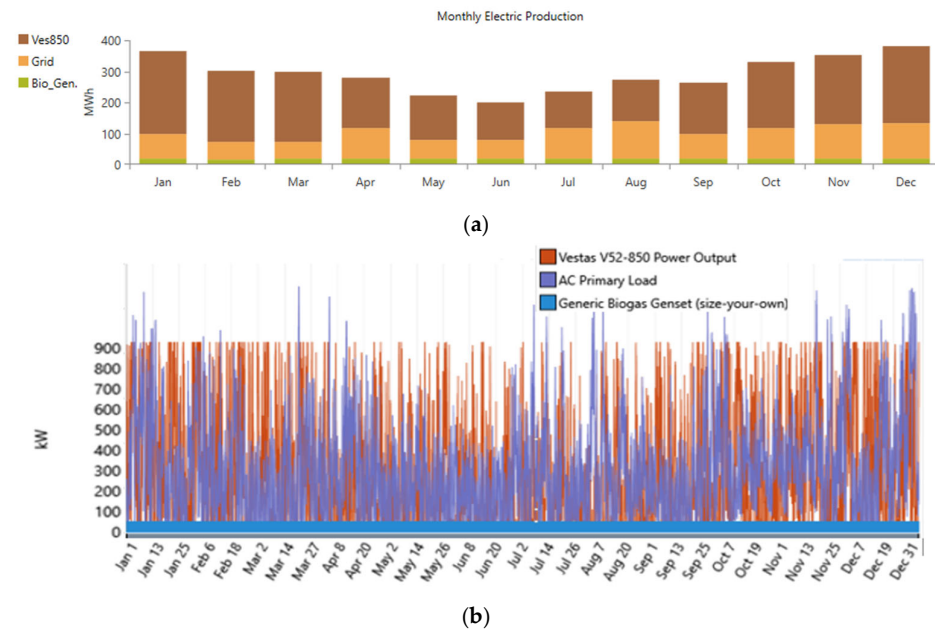 Monthly Electric Production
Ves850
Grid
Bio_Gen.
MWh
400
300
200
100
0
Jan Feb Mar Apr May Jun Jul Aug Sep Oct Nov Dec
(a)
Vestas V52-850 Power Output
AC Primary Load
Generic Biogas Genset (size-your-own)
kW
900
800
700
600
500
400
300
200
100
0
Jan 1 Jan 13 Jan 25 Feb 6 Feb 18 Mar 2 Mar 14 Mar 27 Apr 8 Apr 20 May 2 May 14 May 26 Jun 8 Jun 20 Jul 2 Jul 14 Jul 26 Aug 7 Aug 20 Sep 1 Sep 13 Sep 25 Oct 7 Oct 19 Nov 1 Nov 13 Nov 25 Dec 7 Dec 19 Dec 31
(b)